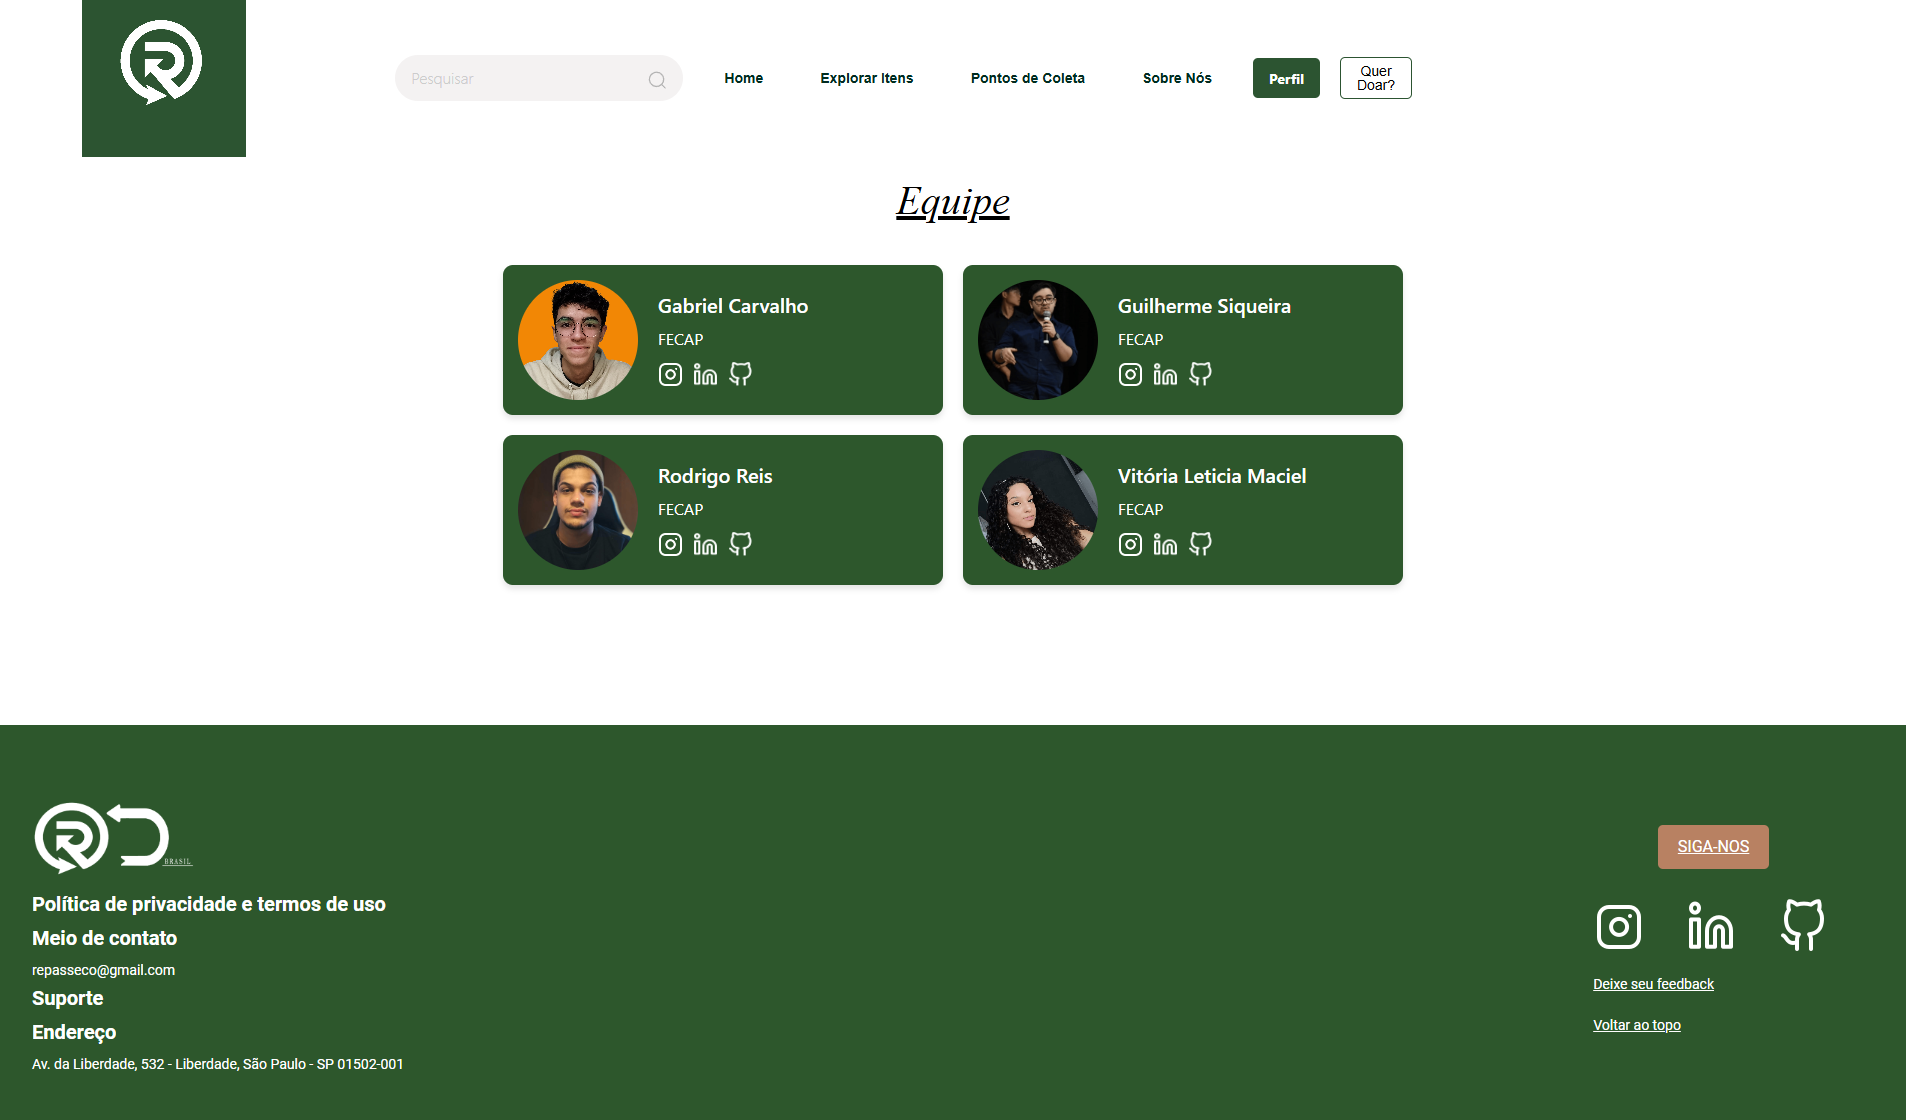 Pesquisar
Home
Explorar Itens
Pontos de Coleta
Sobre Nós
Perfil
Quer
Doar?
Equipe
Gabriel Carvalho
FECAP
Guilherme Siqueira
FECAP
Rodrigo Reis
FECAP
Vitória Leticia Maciel
FECAP
BRASIL
Política de privacidade e termos de uso
Meio de contato
repasseco@gmail.com
Suporte
Endereço
Av. da Liberdade, 532 - Liberdade, São Paulo - SP 01502-001
SIGA-NOS
Deixe seu feedback
Voltar ao topo